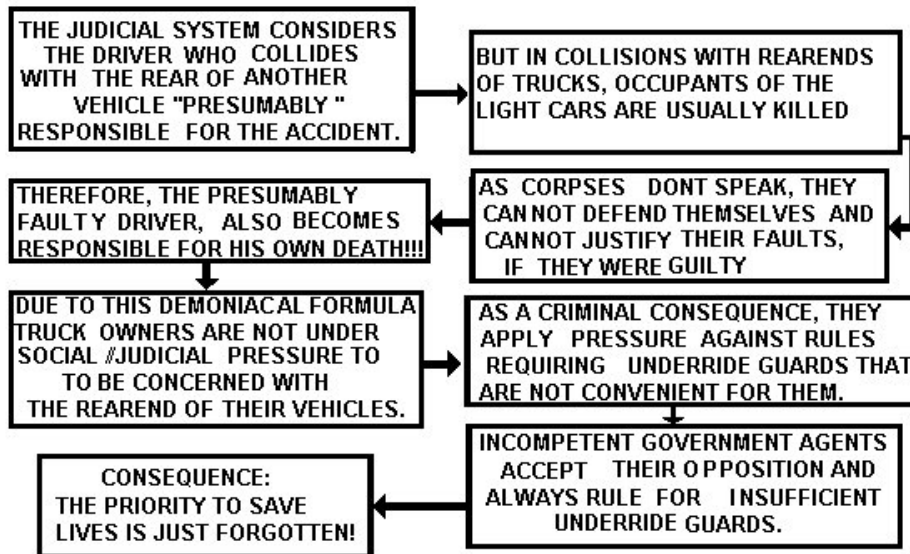 THE JUDICIAL SYSTEM CONSIDERS
THE DRIVER WHO COLLIDES
WITH THE REAR OF ANOTHER
VEHICLE "PRESUMABLY "
RESPONSIBLE FOR THE ACCIDENT.
BUT IN COLLISIONS WITH REARENDS
OF TRUCKS, OCCUPANTS OF THE
LIGHT CARS ARE USUALLY KILLED
AS CORPSES DONT SPEAK, THEY
CAN NOT DEFEND THEMSELVES AND
CANNOT JUSTIFY THEIR FAULTS,
IF THEY WERE GUILTY
THEREFORE, THE PRESUMABLY
FAULTY DRIVER, ALSO BECOMES
RESPONSIBLE FOR HIS OWN DEATH!!!
DUE TO THIS DEMONIACAL FORMULA
TRUCK OWNERS ARE NOT UNDER
SOCIAL //JUDICIAL PRESSURE TO
TO BE CONCERNED WITH
THE REAREND OF THEIR VEHICLES.
AS A CRIMINAL CONSEQUENCE, THEY
APPLY PRESSURE AGAINST RULES
REQUIRING UNDERRIDE GUARDS THAT
ARE NOT CONVENIENT FOR THEM.
INCOMPETENT GOVERNMENT AGENTS
ACCEPT THEIR OPPOSITION AND
ALWAYS RULE FOR INSUFFICIENT
UNDERRIDE GUARDS.
CONSEQUENCE:
THE PRIORITY TO SAVE
LIVES IS JUST FORGOTTEN!